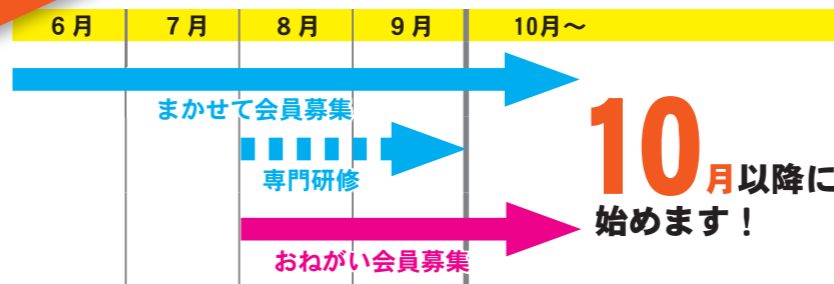 6月 7月 8月 9月 10月～
まかせて会員募集
専門研修
おねがい会員募集
10月以降に
始めます！